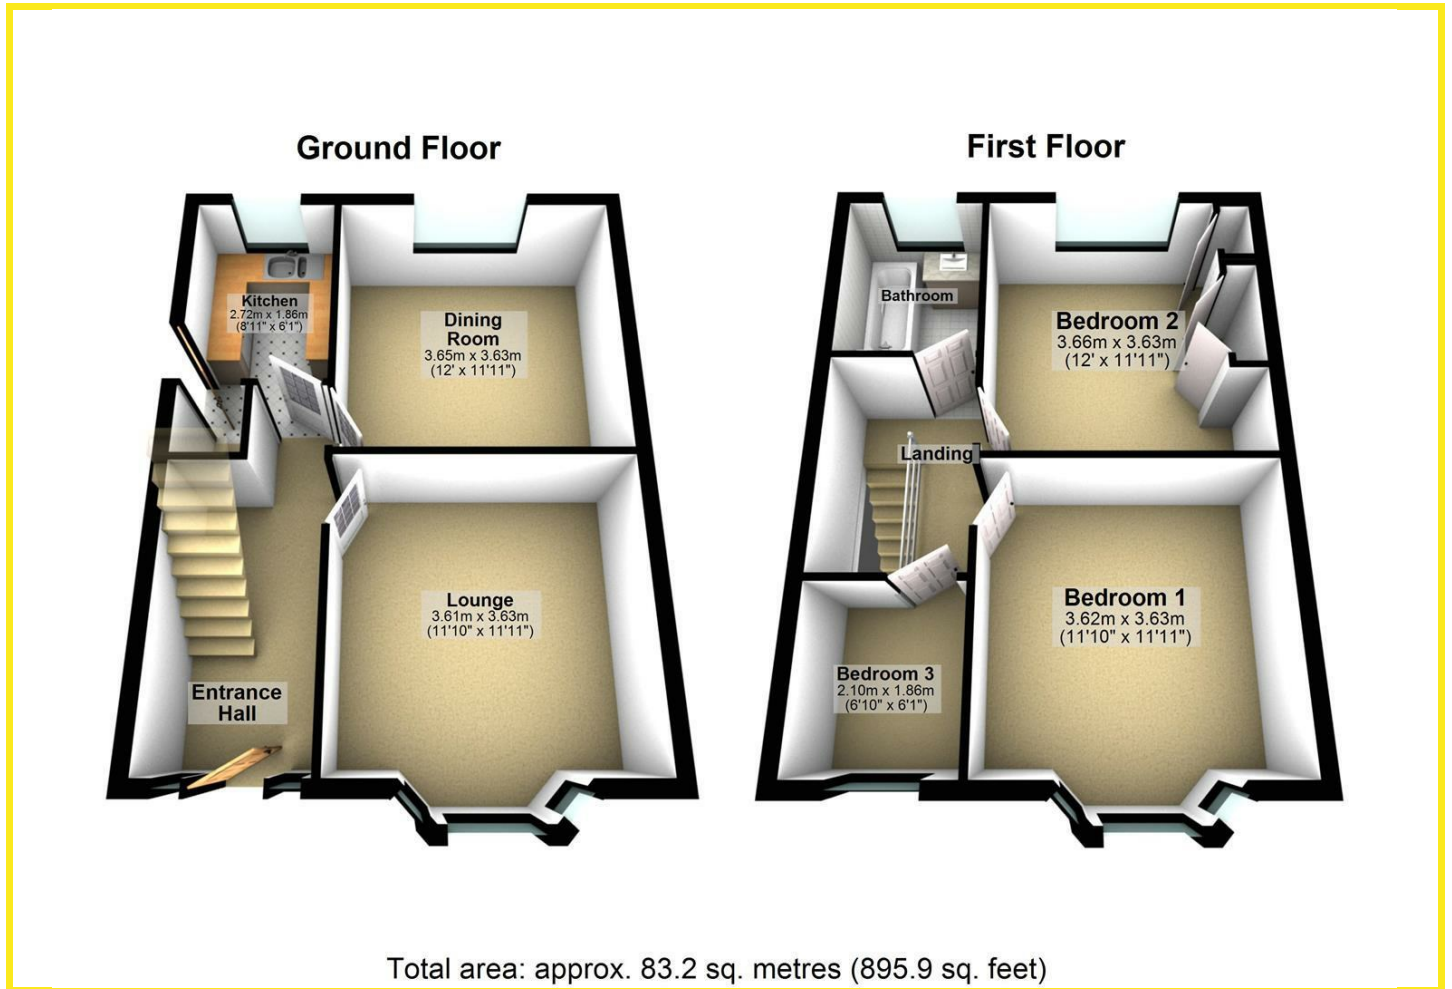 Ground Floor
Kitchen
2.72m x 1.86m
(8'11" x 6'1")
Dining
Room
3.65m x 3.63m
(12' x 11'11")
Lounge
3.61m x 3.63m
(11'10" x 11'11")
Entrance
Hall
First Floor
Bathroom
Bedroom 2
3.66m x 3.63m
(12' x 11'11")
Landing
Bedroom 1
3.62m x 3.63m
(11'10" x 11'11")
Bedroom 3
2.10m x 1.86m
(6'10" x 6'1")
Total area: approx. 83.2 sq. metres (895.9 sq. feet)